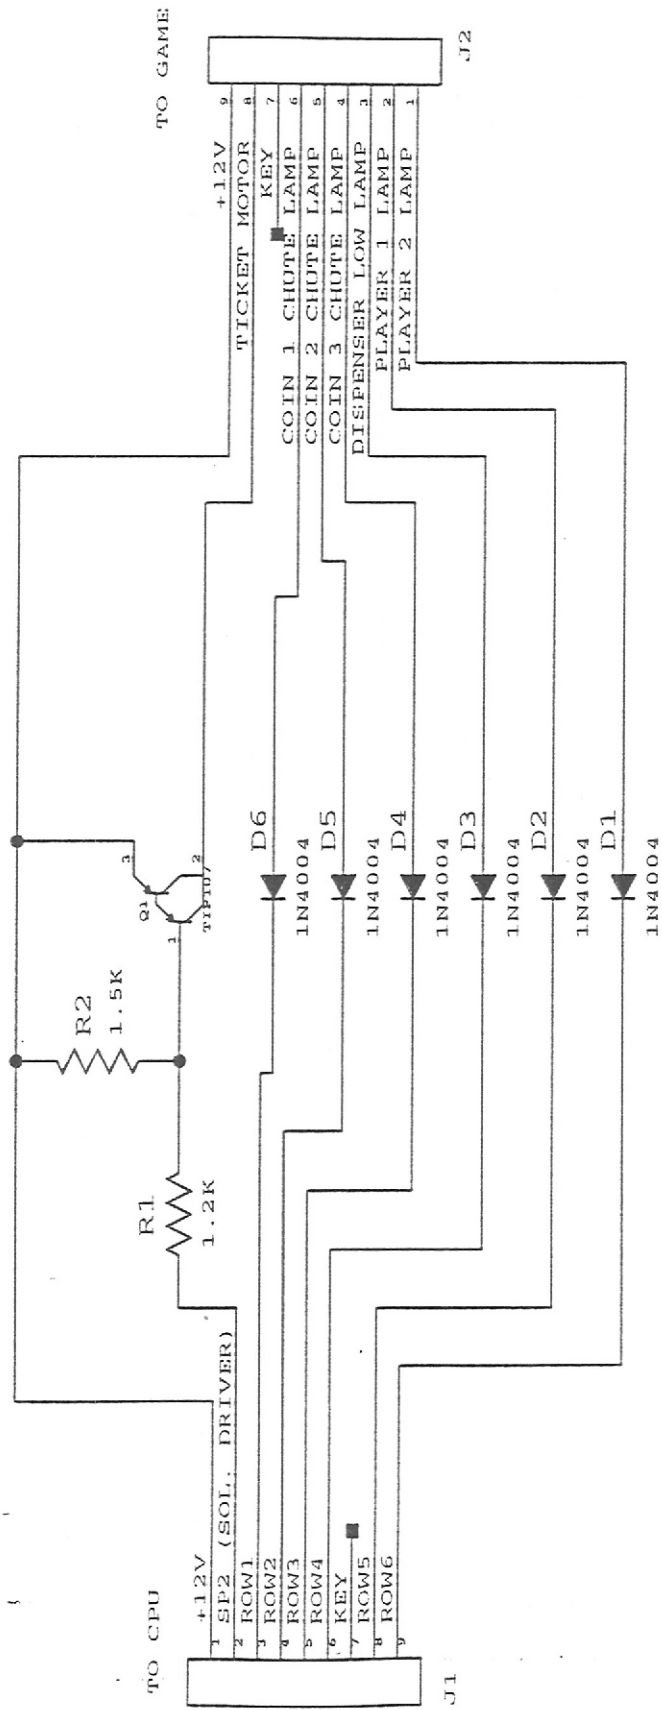 TO CPU
J1
+12V
1
SP2 (SOL. DRIVER)
2
ROW1
3
ROW2
4
ROW3
5
ROW4
6
KEY
7
ROW5
8
ROW6
9
R1
1.2K
R2
1.5K
Q1
TIP107
1
2
3
D6
1N4004
D5
1N4004
D4
1N4004
D3
1N4004
D2
1N4004
D1
1N4004
TO GAME
J2
+12V
9
TICKET MOTOR
8
KEY
7
COIN 1 CHUTE LAMP
6
COIN 2 CHUTE LAMP
5
COIN 3 CHUTE LAMP
4
DISPENSER LOW LAMP
3
PLAYER 1 LAMP
2
PLAYER 2 LAMP
1